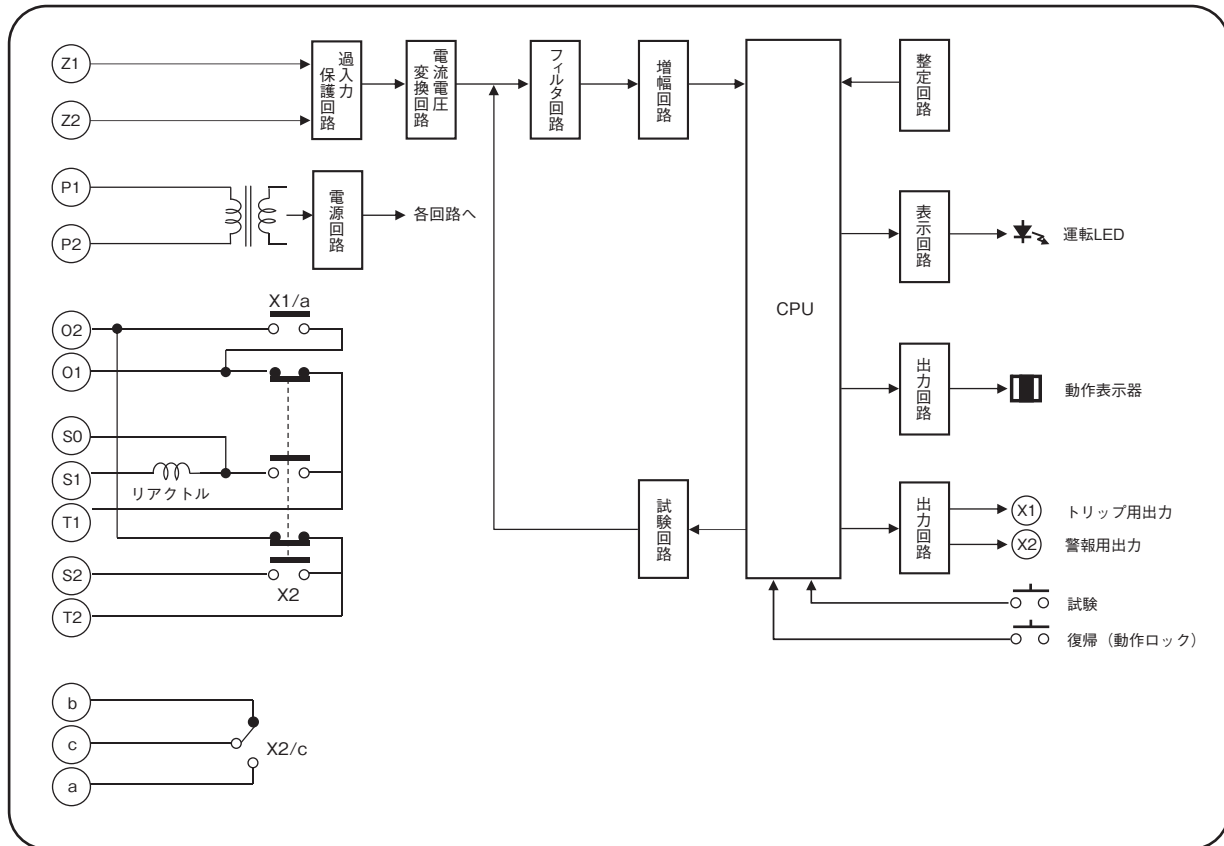 Z1
Z2
過入力
保護回路
電流電圧
変換回路
フィルタ回路
増幅回路
整定回路
P1
P2
電源回路
各回路へ
表示回路
運転LED
CPU
X1/a
O2
O1
S0
S1
リアクトル
T1
S2
X2
T2
出力回路
動作表示器
試験回路
出力回路
X1
トリップ用出力
X2
警報用出力
試験
復帰（動作ロック）
b
c
X2/c
a